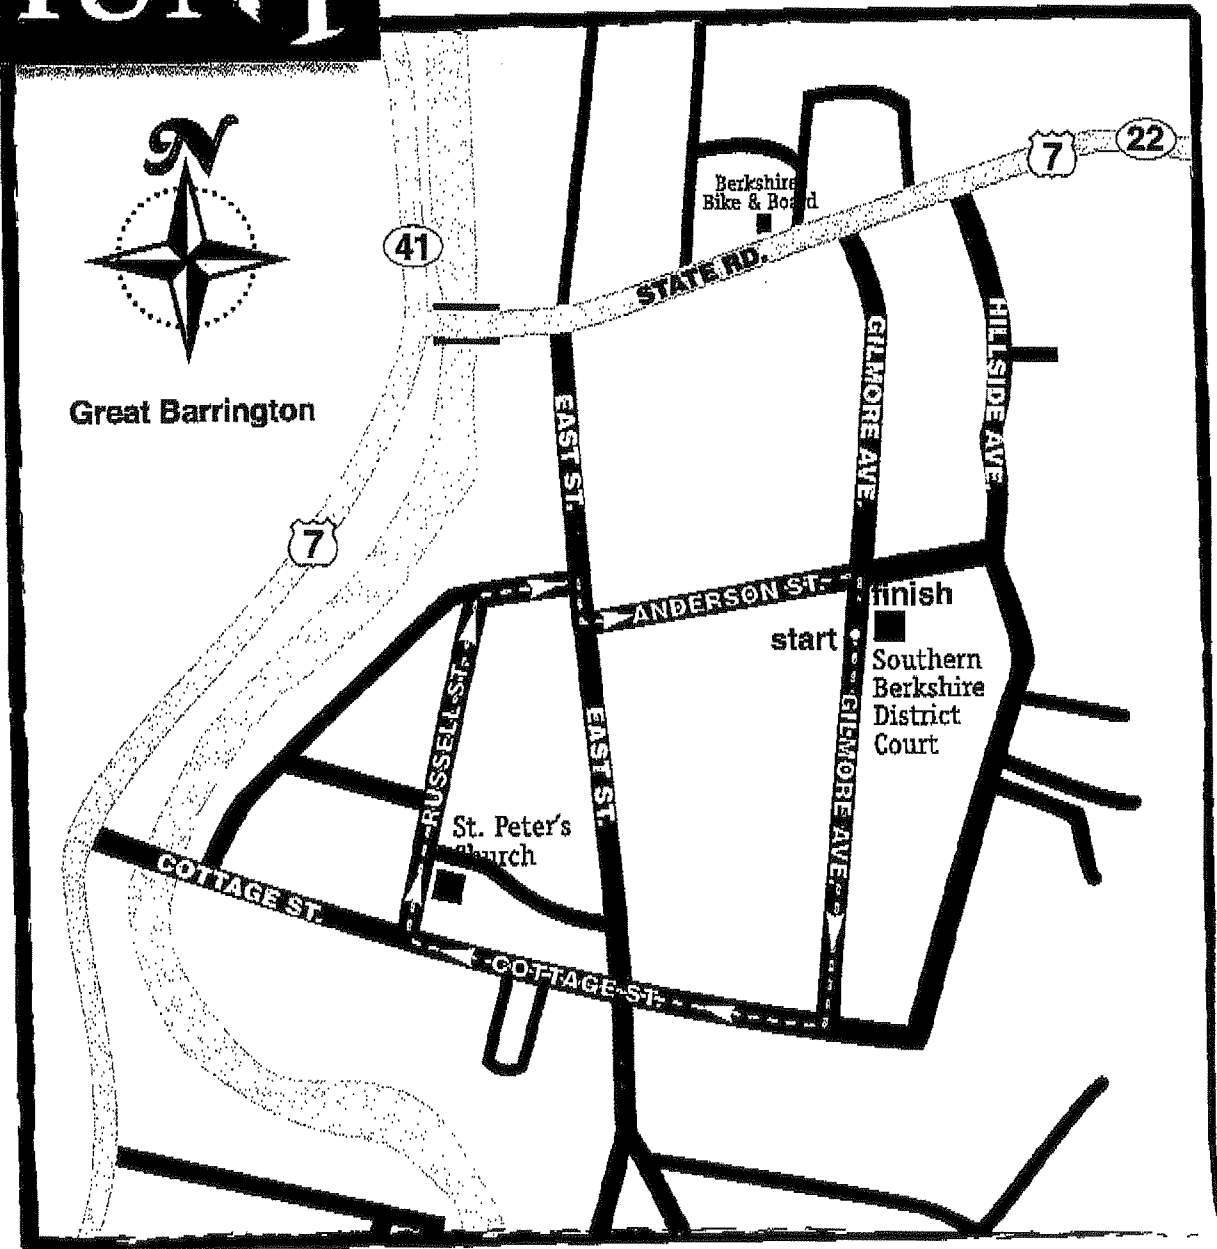 N
41
7
22
Berkshire
Bike & Board
STATE RD.
Great Barrington
EAST ST.
GILMORE AVE.
HILLSIDE AVE.
7
ANDERSON ST.
finish
start
Southern
Berkshire
District
Court
RUSSELL ST.
EAST ST.
GILMORE AVE.
St. Peter's
Church
COTTAGE ST.
COTTAGE ST.